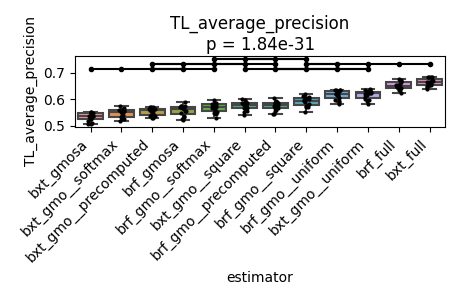 TL_average_precision
p = 1.84e-31
TL_average_precision
0.7
0.6
0.5
bxt_gmosa
bxt_gmo__softmax
bxt_gmo__precomputed
brf_gmosa
brf_gmo__softmax
bxt_gmo__square
brf_gmo__precomputed
brf_gmo__square
brf_gmo__uniform
bxt_gmo__uniform
brf_full
bxt_full
estimator